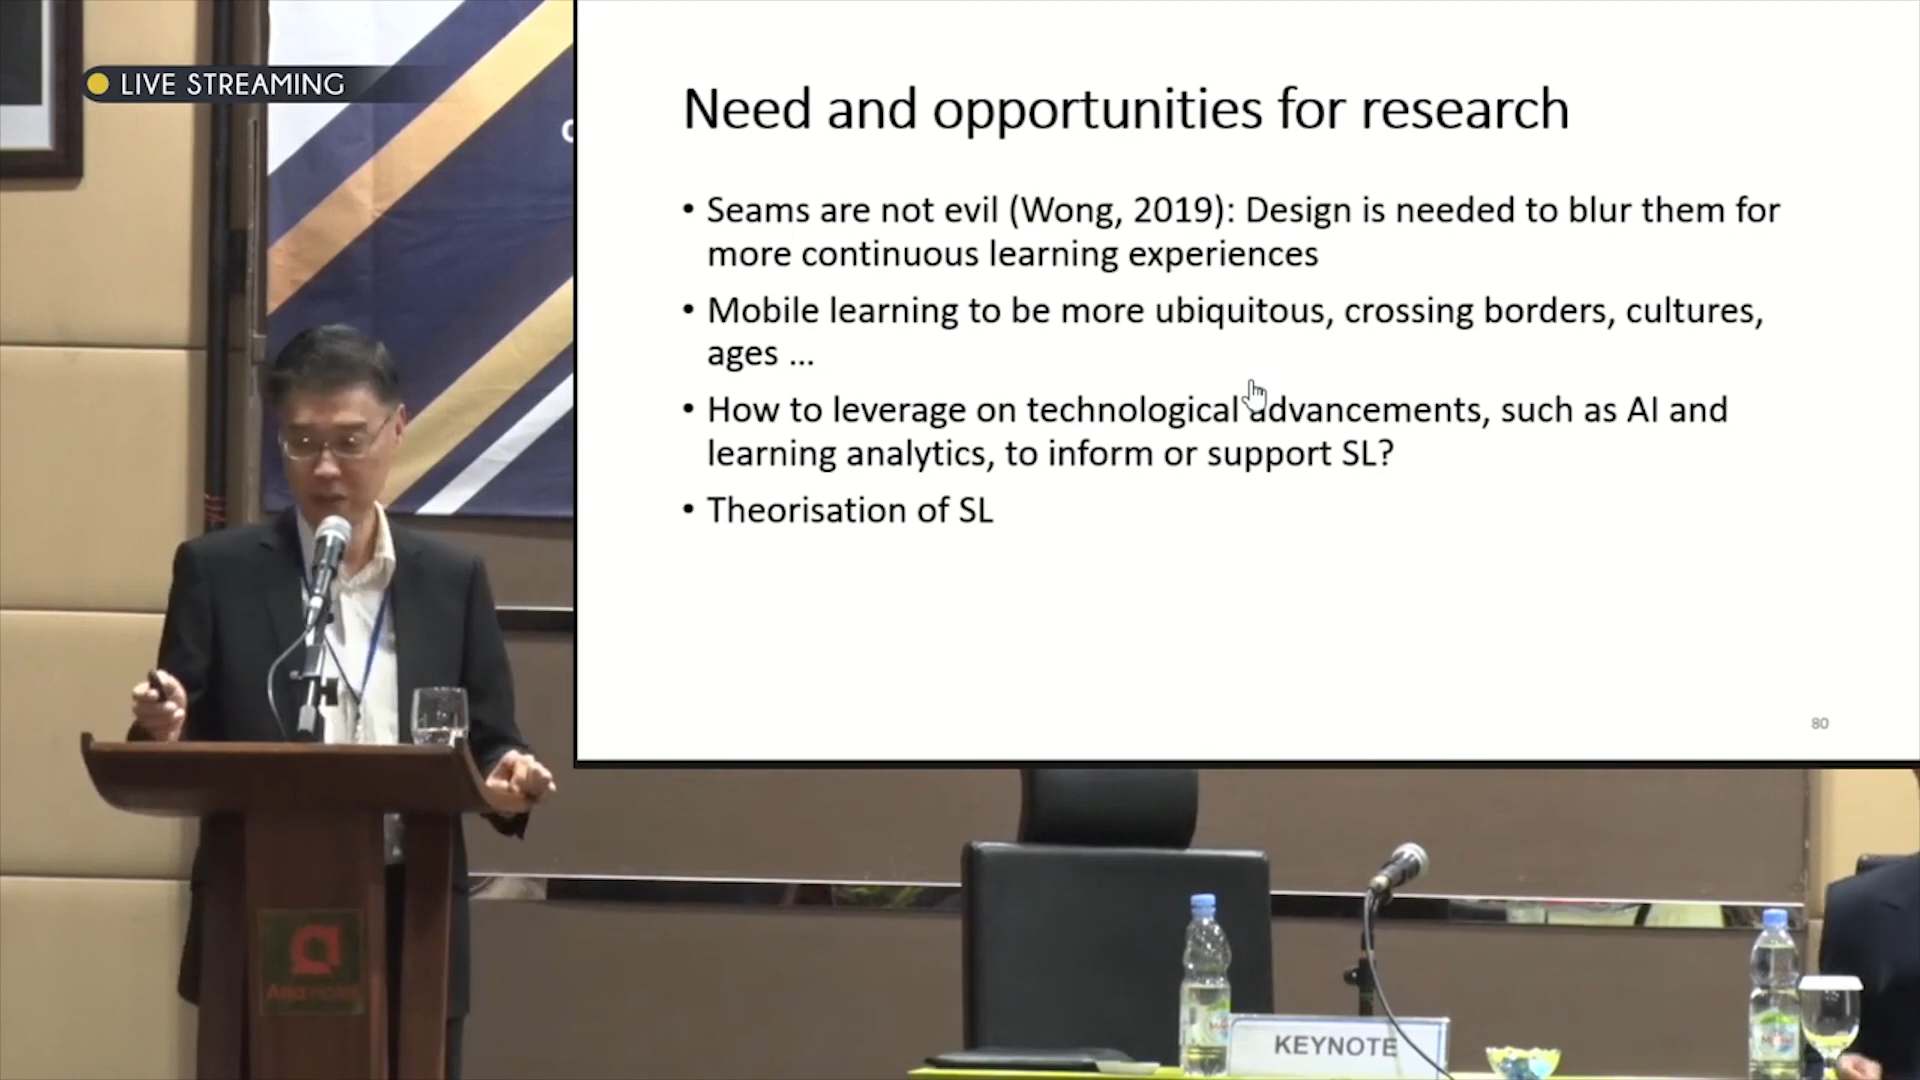 LIVE STREAMING
Need and opportunities for research
• Seams are not evil (Wong, 2019): Design is needed to blur them for
more continuous learning experiences
• Mobile learning to be more ubiquitous, crossing borders, cultures,
ages ...
• How to leverage on technological advancements, such as AI and
learning analytics, to inform or support SL?
• Theorisation of SL
80
KEYNOTE